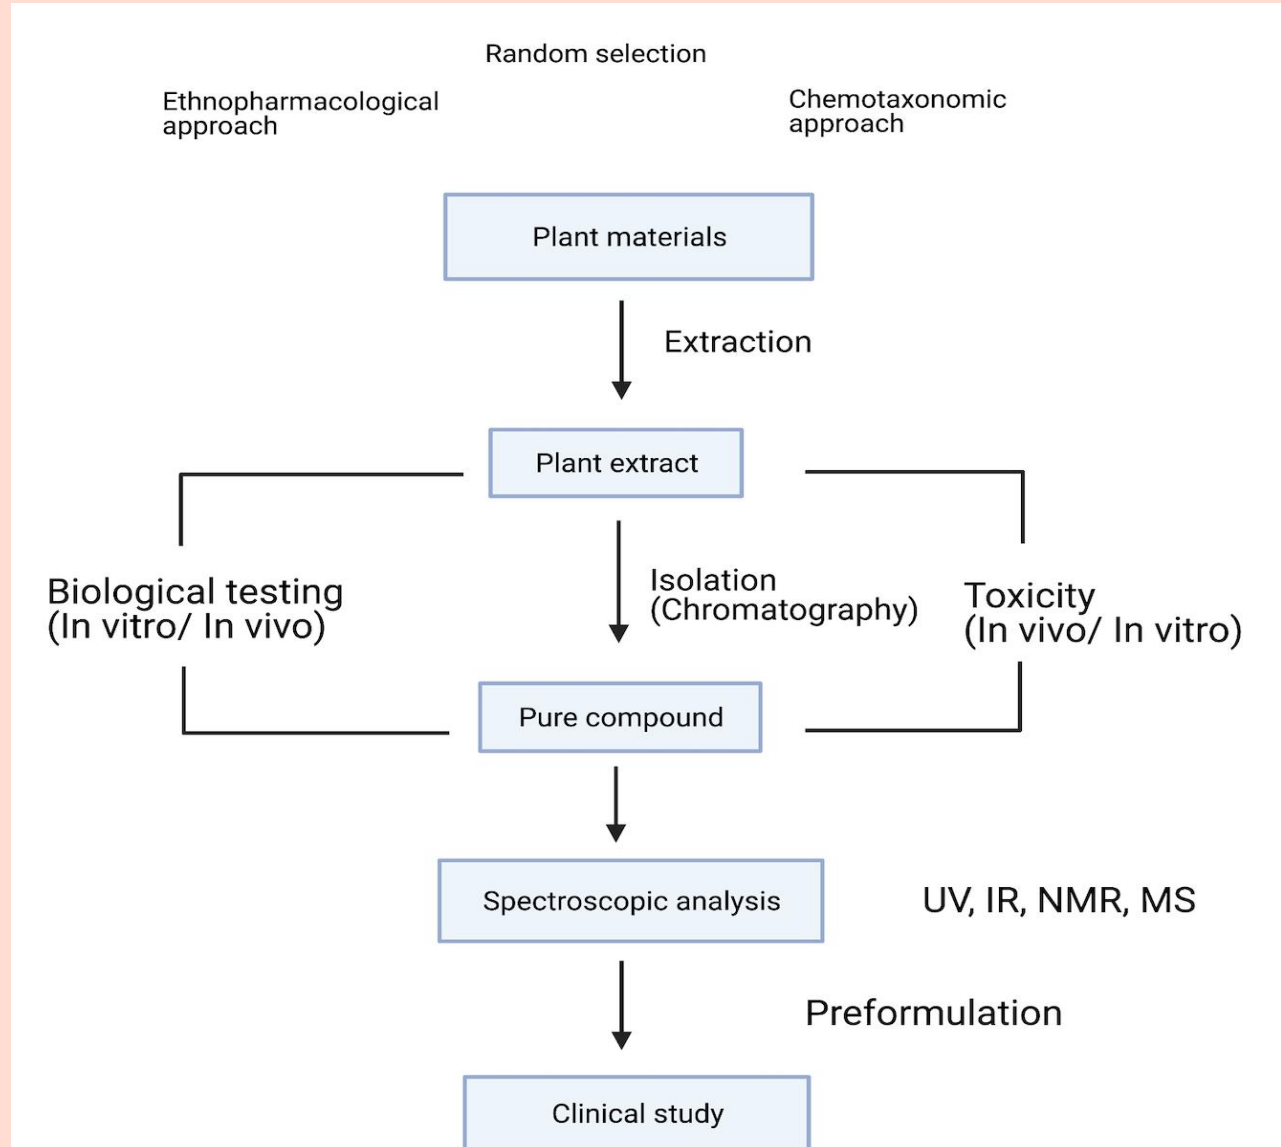 Random selection
Ethnopharmacological
approach
Chemotaxonomic
approach
Plant materials
Extraction
Plant extract
Biological testing
(In vitro/ In vivo)
Isolation
(Chromatography)
Toxicity
(In vivo/ In vitro)
Pure compound
Spectroscopic analysis
UV, IR, NMR, MS
Preformulation
Clinical study